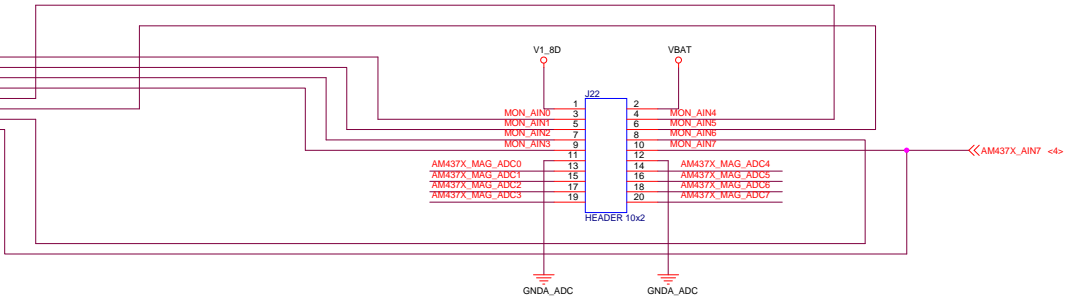 V1_8D VBAT
J22
1 2
MON_AIN0 3 4 MON_AIN4
MON_AIN1 5 6 MON_AIN5
MON_AIN2 7 8 MON_AIN6
MON_AIN3 9 10 MON_AIN7
AM437X_AIN7 <4>
11 12
AM437X_MAG_ADC0 13 14 AM437X_MAG_ADC4
AM437X_MAG_ADC1 15 16 AM437X_MAG_ADC5
AM437X_MAG_ADC2 17 18 AM437X_MAG_ADC6
AM437X_MAG_ADC3 19 20 AM437X_MAG_ADC7
HEADER 10x2
GNDA_ADC GNDA_ADC